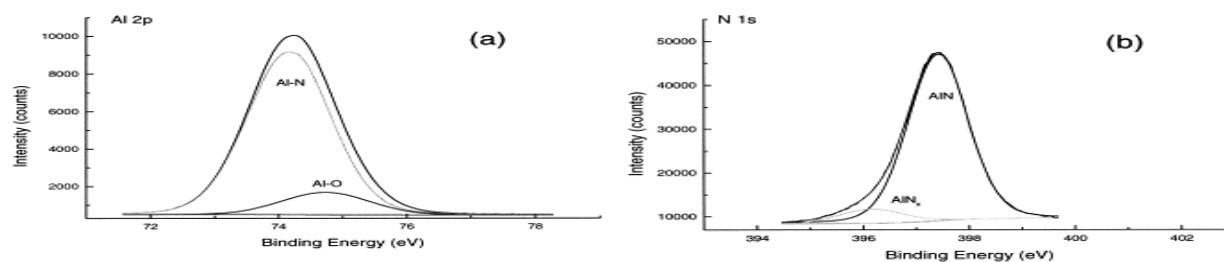 Al 2p
(a)
10000
8000
6000
4000
2000
Intensity (counts)
Al-N
Al-O
72
74
76
78
Binding Energy (eV)
N 1s
(b)
50000
40000
30000
20000
10000
Intensity (counts)
AlN
AlNx
394
396
398
400
402
Binding Energy (eV)